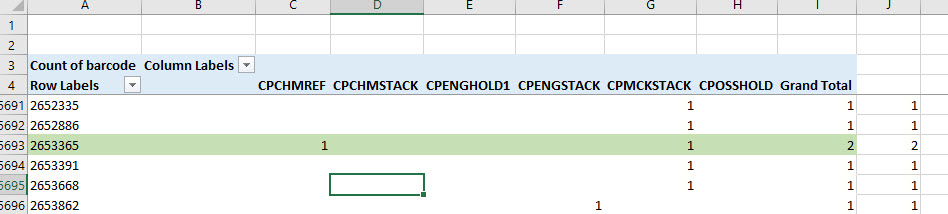 A B C D E F G H I J
1
2
3 Count of barcode Column Labels
4 Row Labels CPCHMREF CPCHMSTACK CPENGHOLD1 CPENGSTACK CPMCKSTACK CPOSSHOLD Grand Total
5691 2652335 1 1 1
5692 2652886 1 1 1
5693 2653365 1 1 2 2
5694 2653391 1 1 1
5695 2653668 1 1 1
5696 2653862 1 1 1